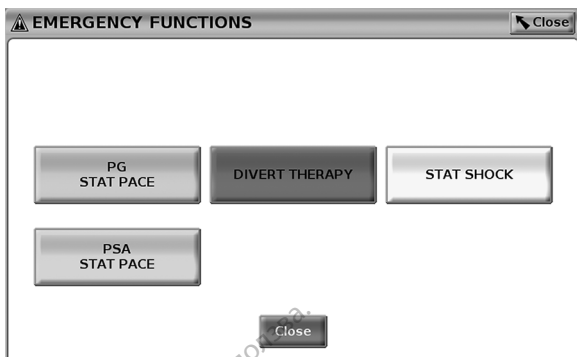 EMERGENCY FUNCTIONS
Close
PG
STAT PACE
DIVERT THERAPY
STAT SHOCK
PSA
STAT PACE
Close